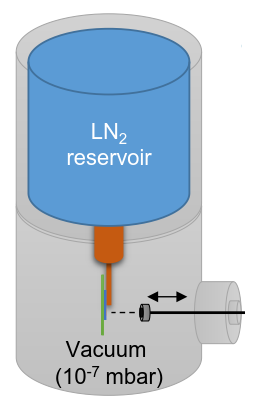 LN₂
reservoir
Vacuum
(10⁻⁷ mbar)